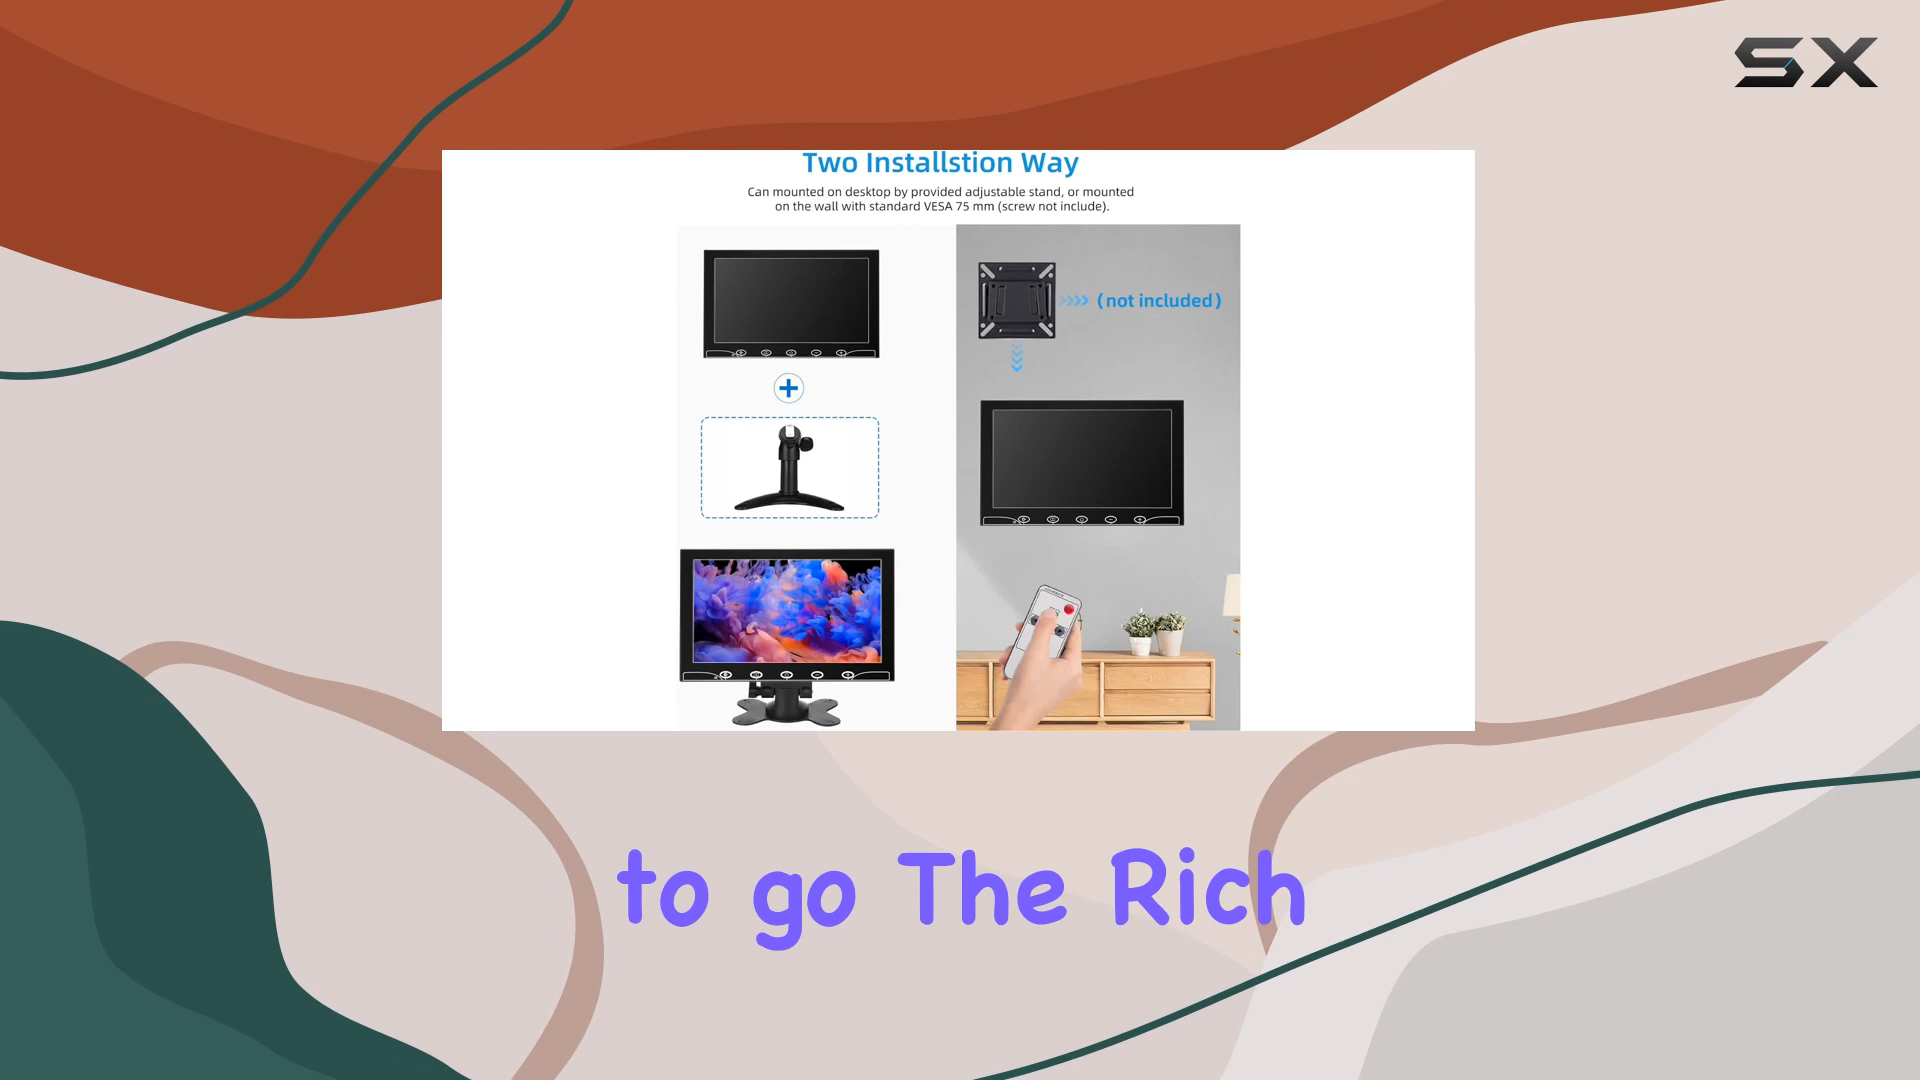 SX
Two Installstion Way
Can mounted on desktop by provided adjustable stand, or mounted
on the wall with standard VESA 75 mm (screw not include).
(not included)
to go The Rich